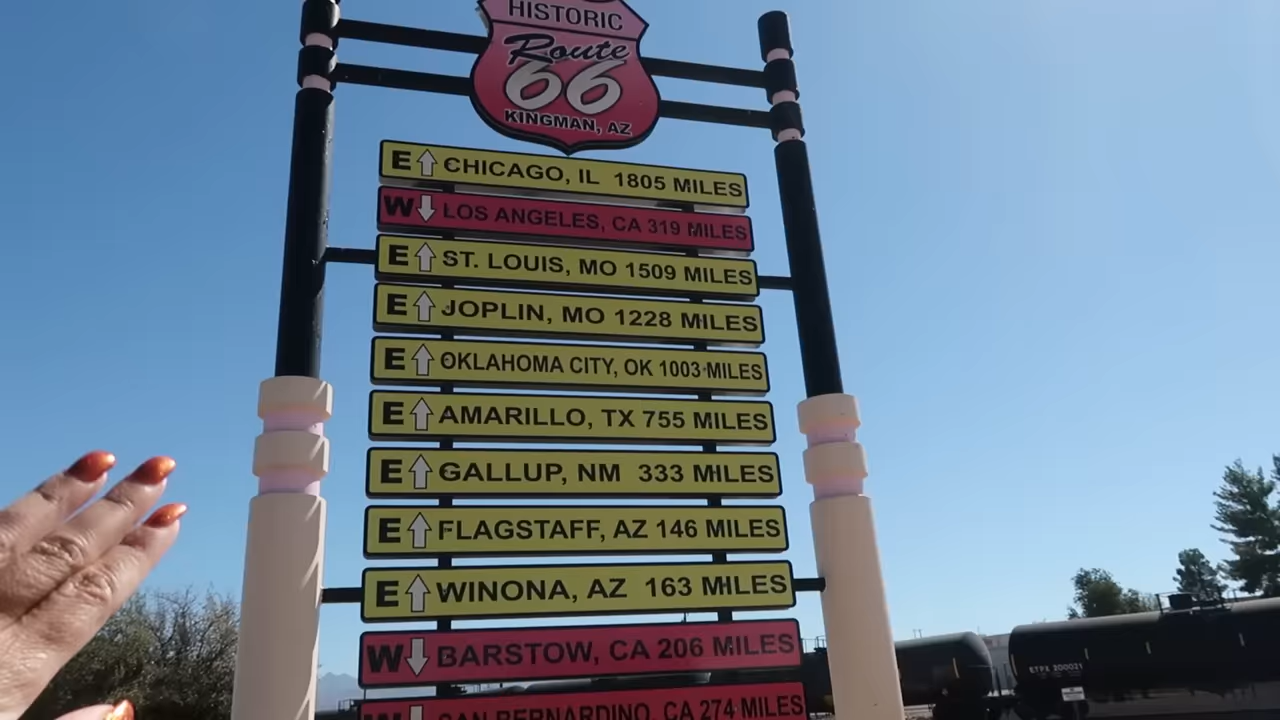 HISTORIC
Route
66
KINGMAN, AZ
E CHICAGO, IL 1805 MILES
W LOS ANGELES, CA 319 MILES
E ST. LOUIS, MO 1509 MILES
E JOPLIN, MO 1228 MILES
E OKLAHOMA CITY, OK 1003 MILES
E AMARILLO, TX 755 MILES
E GALLUP, NM 333 MILES
E FLAGSTAFF, AZ 146 MILES
E WINONA, AZ 163 MILES
W BARSTOW, CA 206 MILES
W SAN BERNARDINO, CA 274 MILES
ETPX 200021